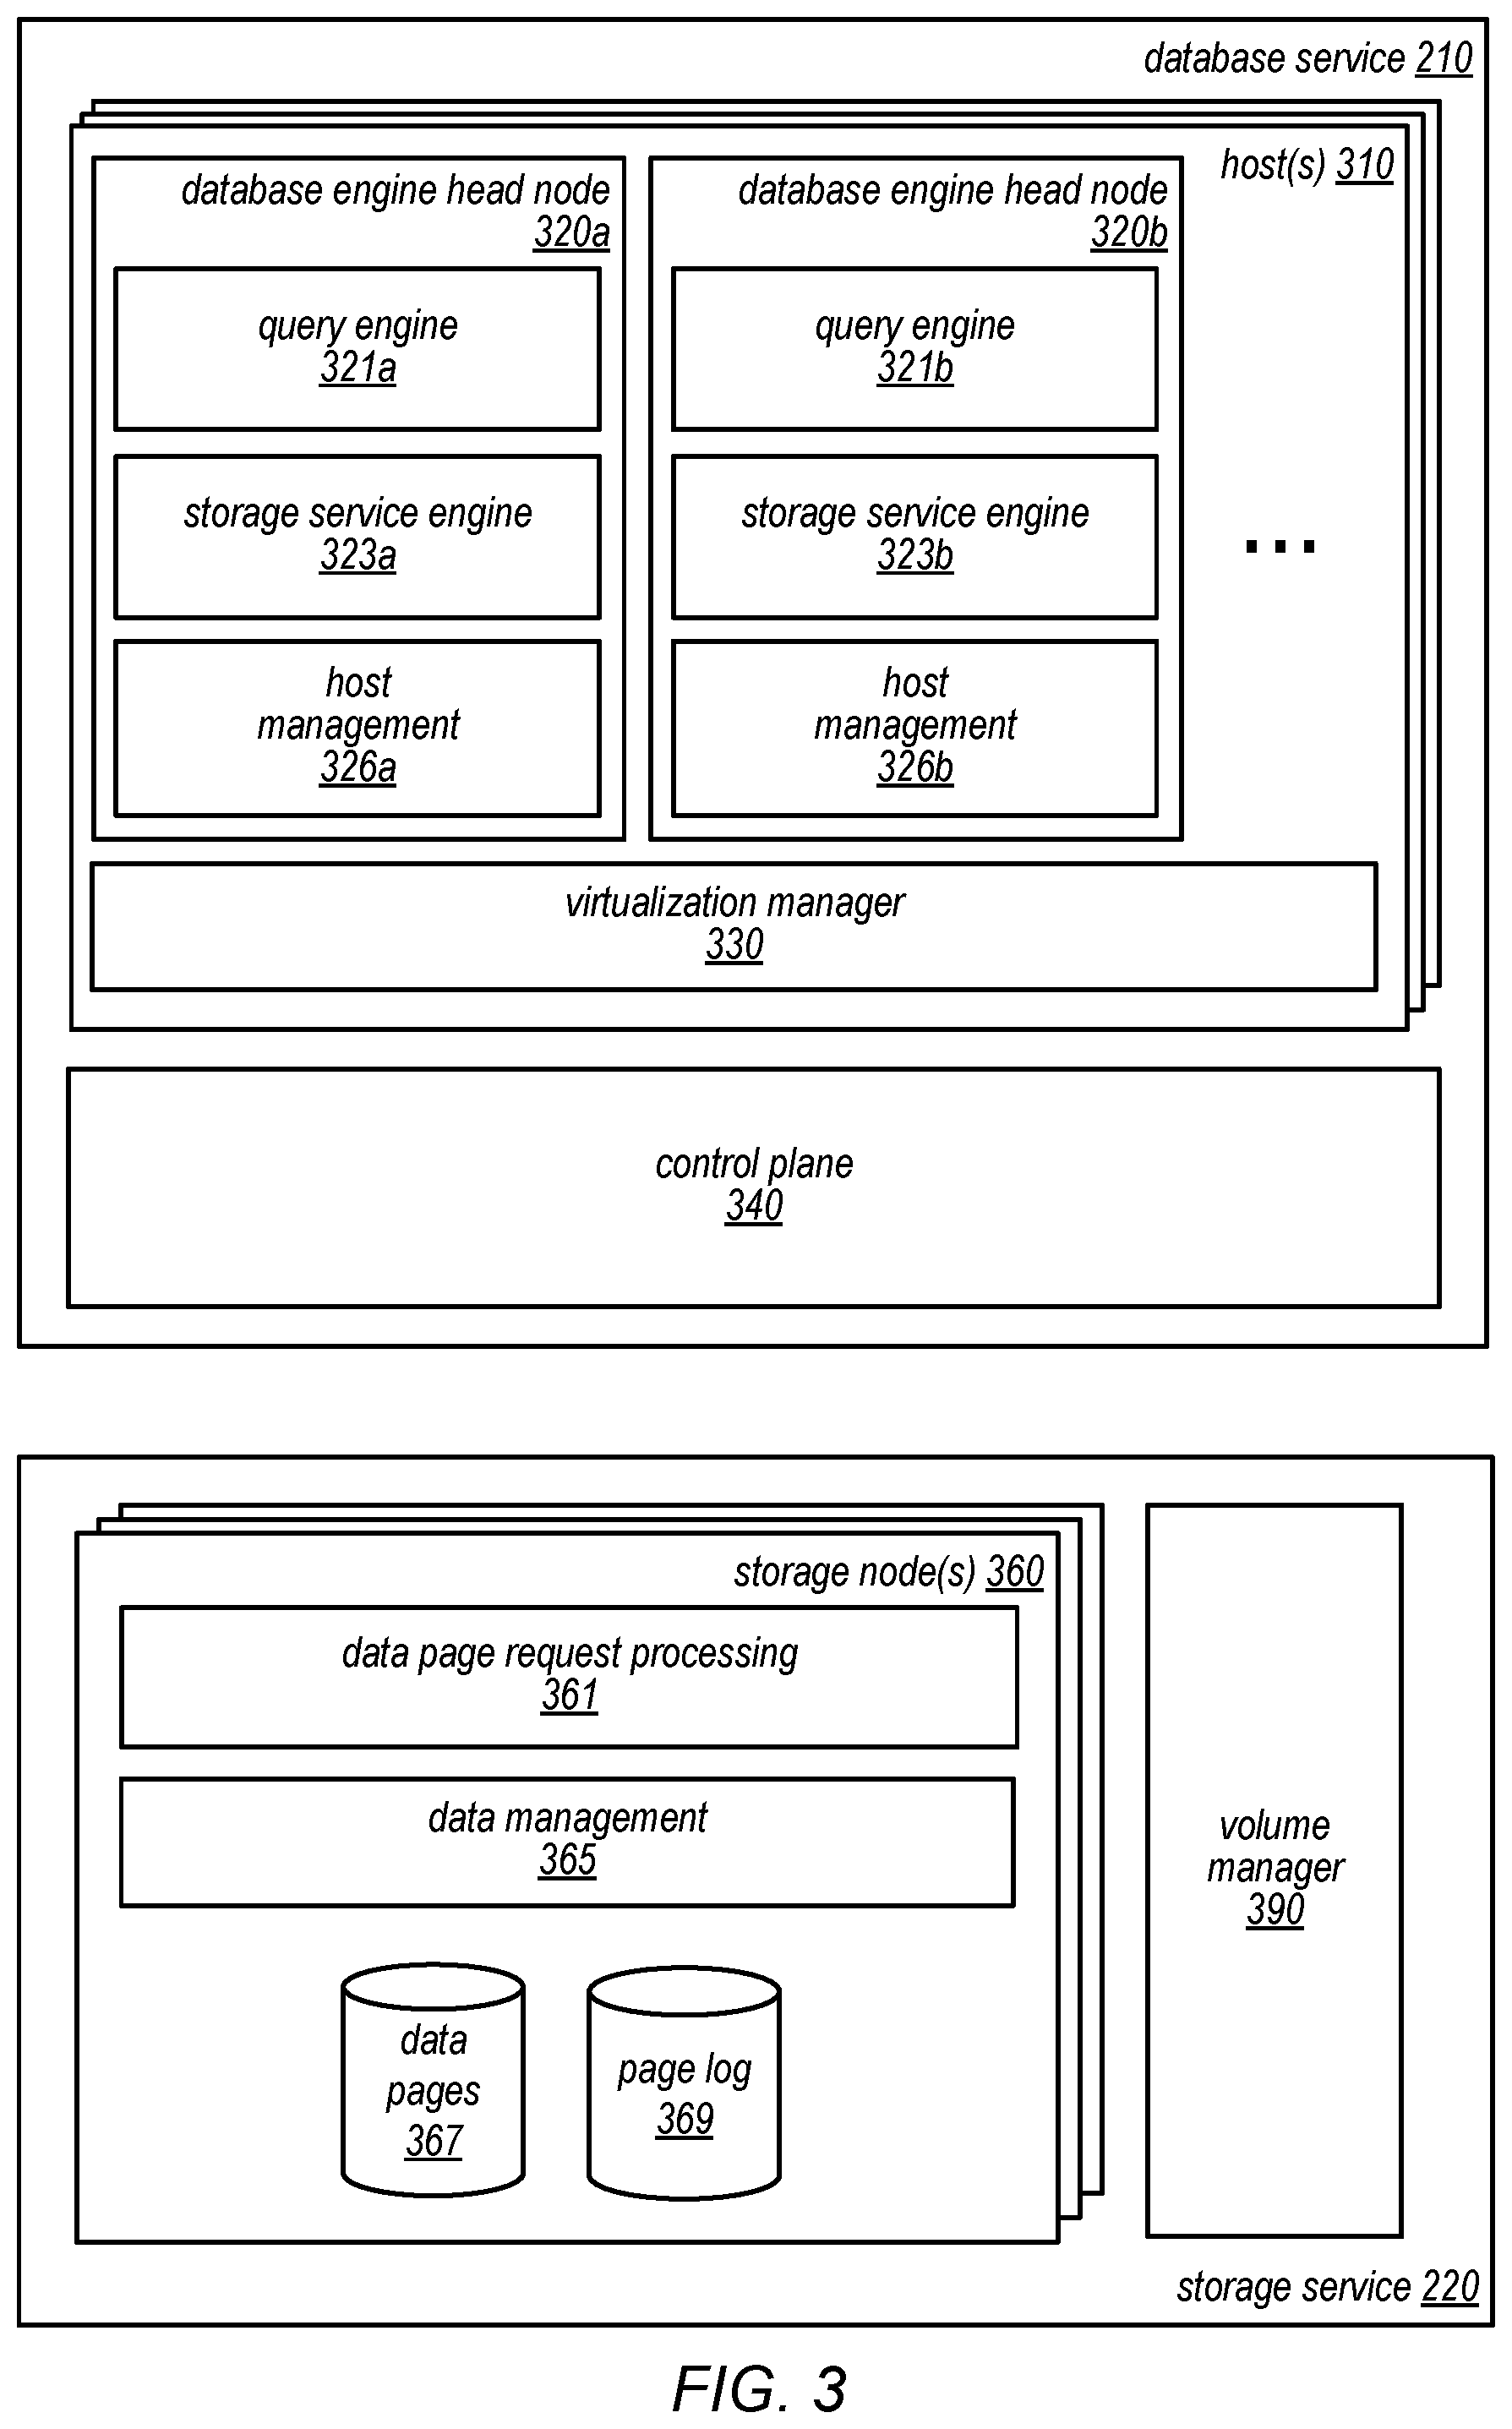 database service 210
host(s) 310
database engine head node
320a
query engine
321a
storage service engine
323a
host
management
326a
database engine head node
320b
query engine
321b
storage service engine
323b
host
management
326b
...
virtualization manager
330
control plane
340
storage node(s) 360
data page request processing
361
data management
365
data
pages
367
page log
369
volume
manager
390
storage service 220
FIG. 3